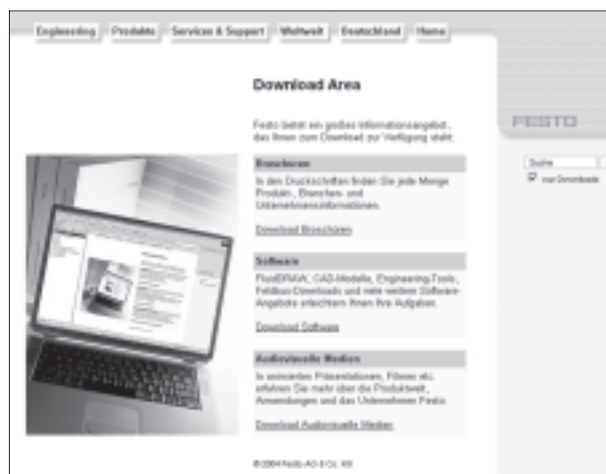 Engineering Produkte Services & Support Weltweit Deutschland Home
Download Area
Festo bietet ein großes Informationsangebot,
das Ihnen zum Download zur Verfügung steht:
FESTO
Suche
nur Downloads
Broschüren
In den Druckschriften finden Sie jede Menge
Produkt-, Branchen- und
Unternehmensinformationen.
Download Broschüren
Software
FluidDRAW, CAD-Modelle, Engineering-Tools,
Feldbus-Downloads und viele weitere Software-
Angebote erleichtern Ihnen Ihre Aufgaben.
Download Software
Audiovisuelle Medien
In animierten Präsentationen, Filmen etc.
erfahren Sie mehr über die Produktwelt,
Anwendungen und das Unternehmen Festo.
Download Audiovisuelle Medien
© 2004 Festo AG & Co. KG